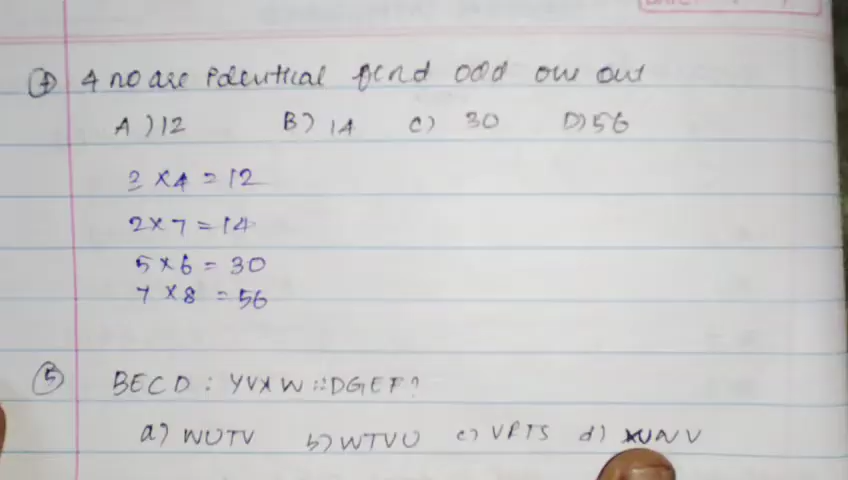 4 4 no are Identical find odd one out
A) 12 B) 14 C) 30 D) 56
3 × 4 = 12
2 × 7 = 14
5 × 6 = 30
7 × 8 = 56
5 BECD : YVXW :: DGEF ?
a) WUTV b) WTVU c) VRTS d) XUNV